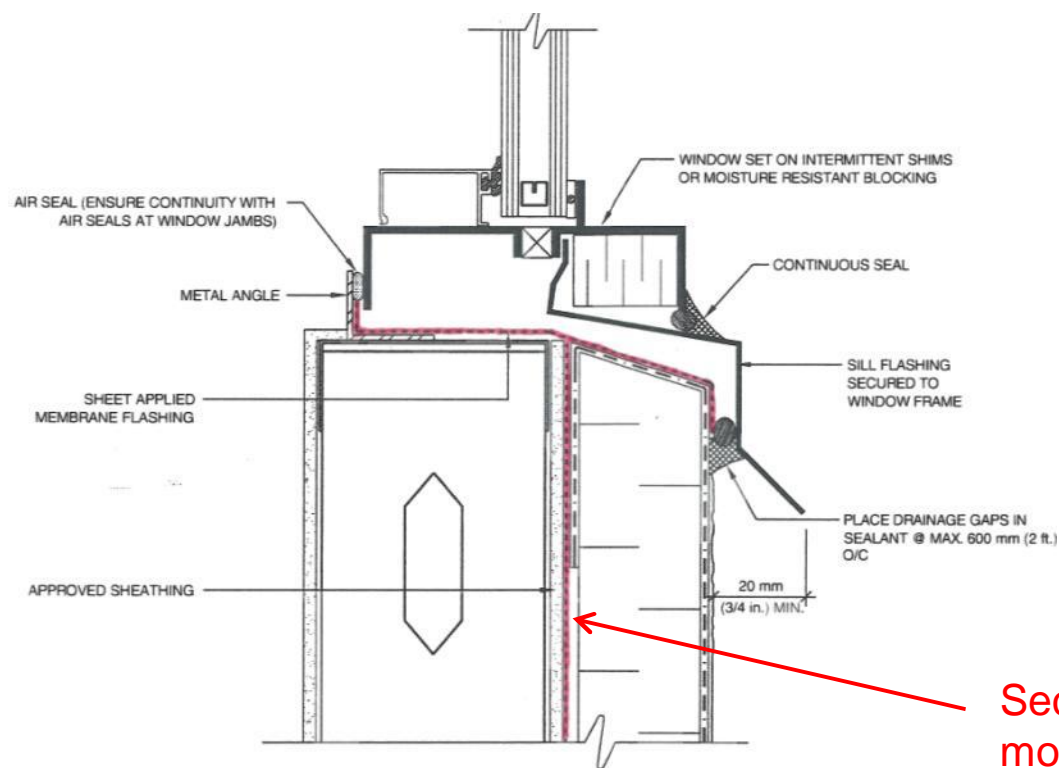 WINDOW SET ON INTERMITTENT SHIMS
OR MOISTURE RESISTANT BLOCKING
AIR SEAL (ENSURE CONTINUITY WITH
AIR SEALS AT WINDOW JAMBS)
CONTINUOUS SEAL
METAL ANGLE
SILL FLASHING
SECURED TO
WINDOW FRAME
SHEET APPLIED
MEMBRANE FLASHING
PLACE DRAINAGE GAPS IN
SEALANT @ MAX. 600 mm (2 ft.)
O/C
APPROVED SHEATHING
20 mm
(3/4 in.) MIN.